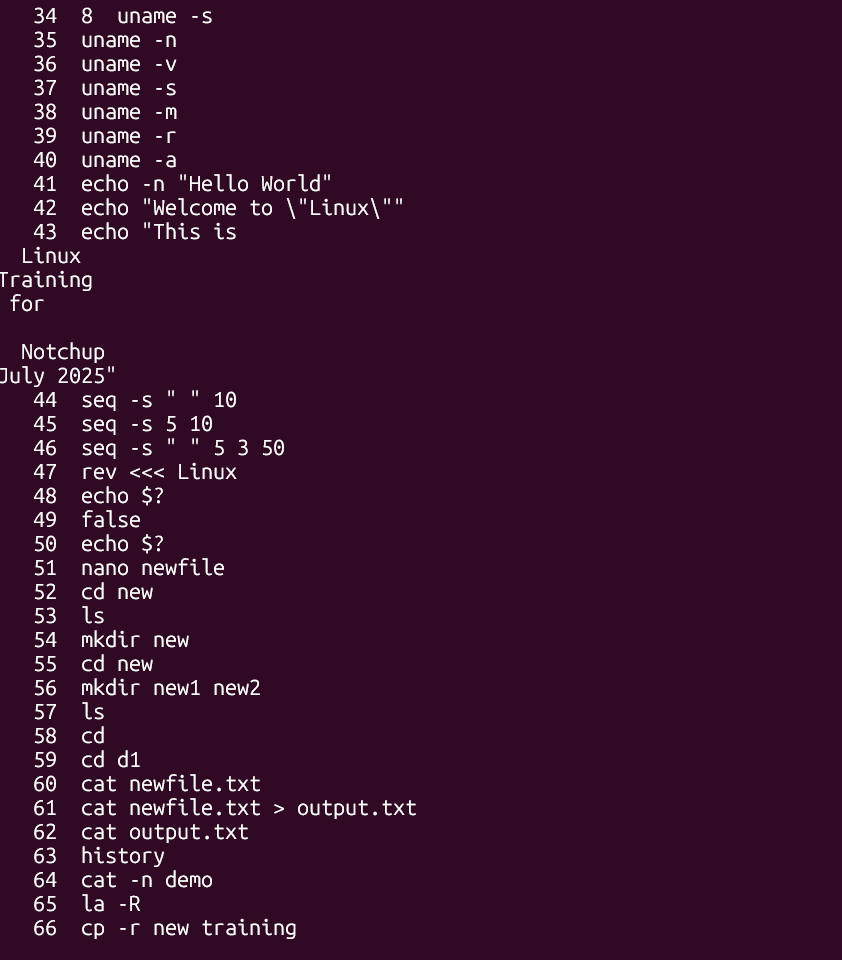 34  8  uname -s
35  uname -n
36  uname -v
37  uname -s
38  uname -m
39  uname -r
40  uname -a
41  echo -n "Hello World"
42  echo "Welcome to \"Linux\""
43  echo "This is
Linux
Training
for
Notchup
July 2025"
44  seq -s " " 10
45  seq -s 5 10
46  seq -s " " 5 3 50
47  rev <<< Linux
48  echo $?
49  false
50  echo $?
51  nano newfile
52  cd new
53  ls
54  mkdir new
55  cd new
56  mkdir new1 new2
57  ls
58  cd
59  cd d1
60  cat newfile.txt
61  cat newfile.txt > output.txt
62  cat output.txt
63  history
64  cat -n demo
65  la -R
66  cp -r new training